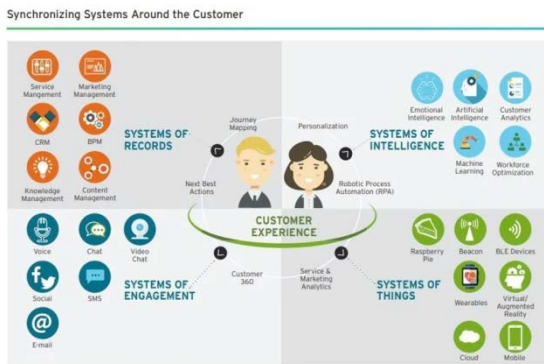 Synchronizing Systems Around the Customer
Service
Mangement
Marketing
Management
CRM
BPM
Knowledge
Management
Content
Management
SYSTEMS OF
RECORDS
Journey
Mapping
Next Best
Actions
Personalization
Robotic Process
Automation (RPA)
SYSTEMS OF
INTELLIGENCE
Emotional
Intelligence
Artificial
Intelligence
Customer
Analytics
Machine
Learning
Workforce
Optimization
CUSTOMER
EXPERIENCE
Voice
Chat
Video
Chat
Social
SMS
E-mail
SYSTEMS OF
ENGAGEMENT
Customer
360
Service &
Marketing
Analytics
SYSTEMS OF
THINGS
Raspberry
Pie
Beacon
BLE Devices
Wearables
Virtual/
Augmented
Reality
Cloud
Mobile